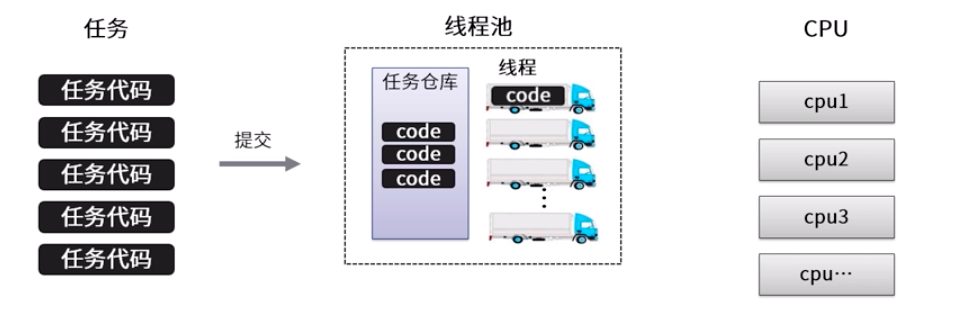 任务
任务代码
任务代码
任务代码
任务代码
任务代码
提交
线程池
任务仓库
code
code
code
线程
code
CPU
cpu1
cpu2
cpu3
cpu…